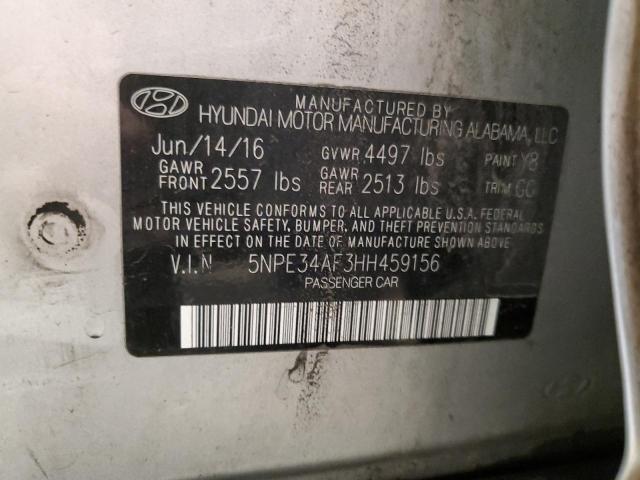 MANUFACTURED BY
HYUNDAI MOTOR MANUFACTURING ALABAMA, LLC
Jun/14/16 GVWR 4497 lbs PAINT Y8
GAWR FRONT 2557 lbs GAWR REAR 2513 lbs TRIM GG
THIS VEHICLE CONFORMS TO ALL APPLICABLE U.S.A. FEDERAL
MOTOR VEHICLE SAFETY, BUMPER, AND THEFT PREVENTION STANDARDS
IN EFFECT ON THE DATE OF MANUFACTURE SHOWN ABOVE.
V.I.N 5NPE34AF3HH459156
PASSENGER CAR